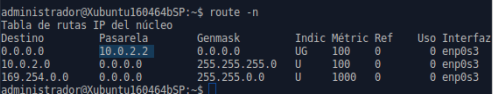 administrador@Xubuntu160464bSP:~$ route -n
Tabla de rutas IP del núcleo
Destino Pasarela Genmask Indic Métric Ref Uso Interfaz
0.0.0.0 10.0.2.2 0.0.0.0 UG 100 0 0 enp0s3
10.0.2.0 0.0.0.0 255.255.255.0 U 100 0 0 enp0s3
169.254.0.0 0.0.0.0 255.255.0.0 U 1000 0 0 enp0s3
administrador@Xubuntu160464bSP:~$